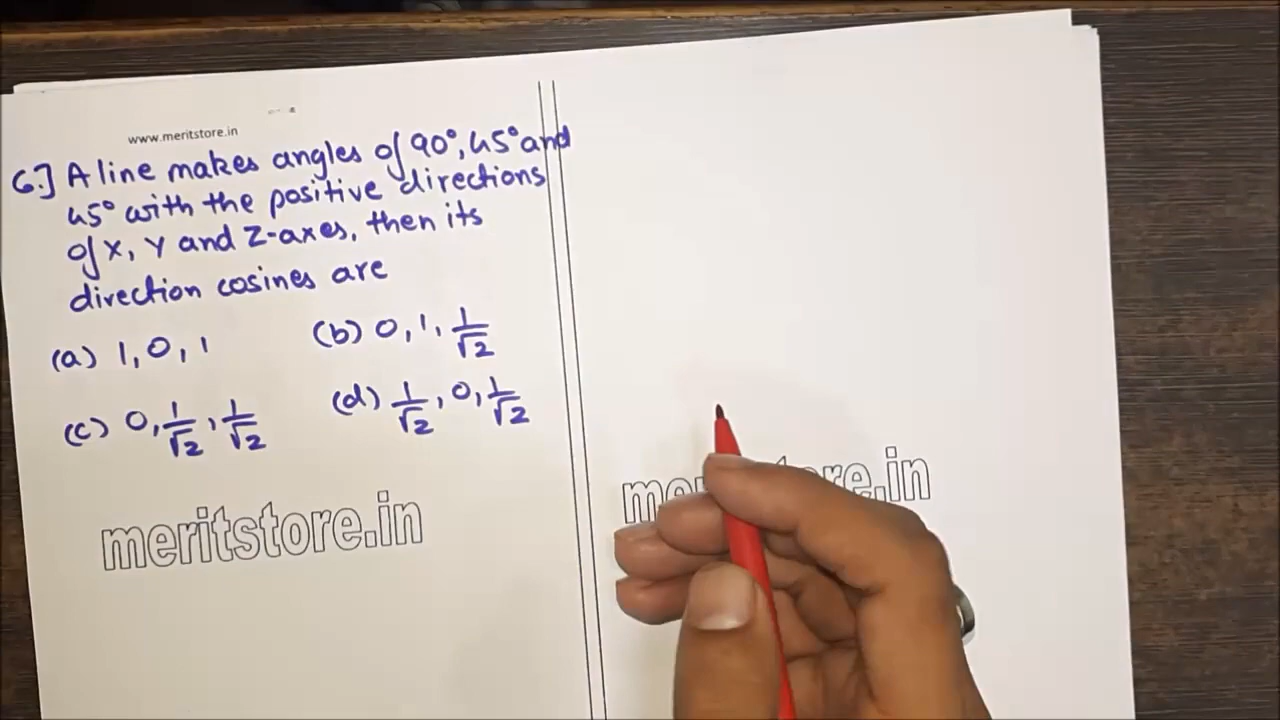 www.meritstore.in
6.] A line makes angles of 90°, 45° and
45° with the positive directions
of X, Y and Z-axes, then its
direction cosines are
(a) 1, 0, 1 (b) 0, 1, 1/√2
(c) 0, 1/√2, 1/√2 (d) 1/√2, 0, 1/√2
meritstore.in
meritstore.in